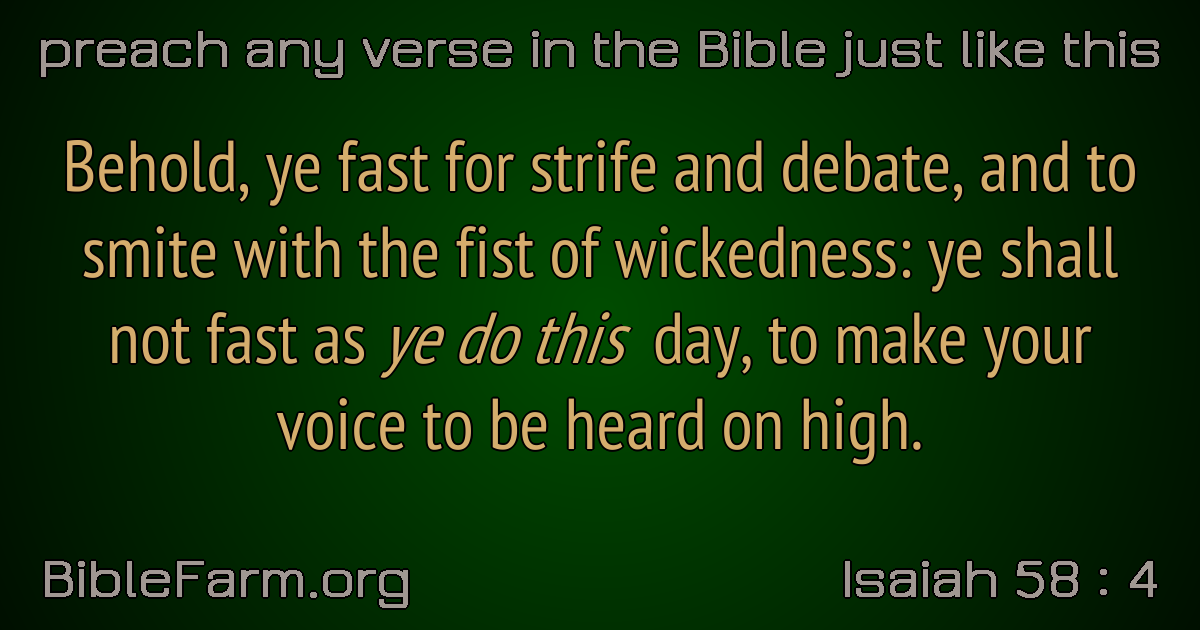 preach any verse in the Bible just like this
Behold, ye fast for strife and debate, and to
smite with the fist of wickedness: ye shall
not fast as ye do this day, to make your
voice to be heard on high.
BibleFarm.org
Isaiah 58 : 4